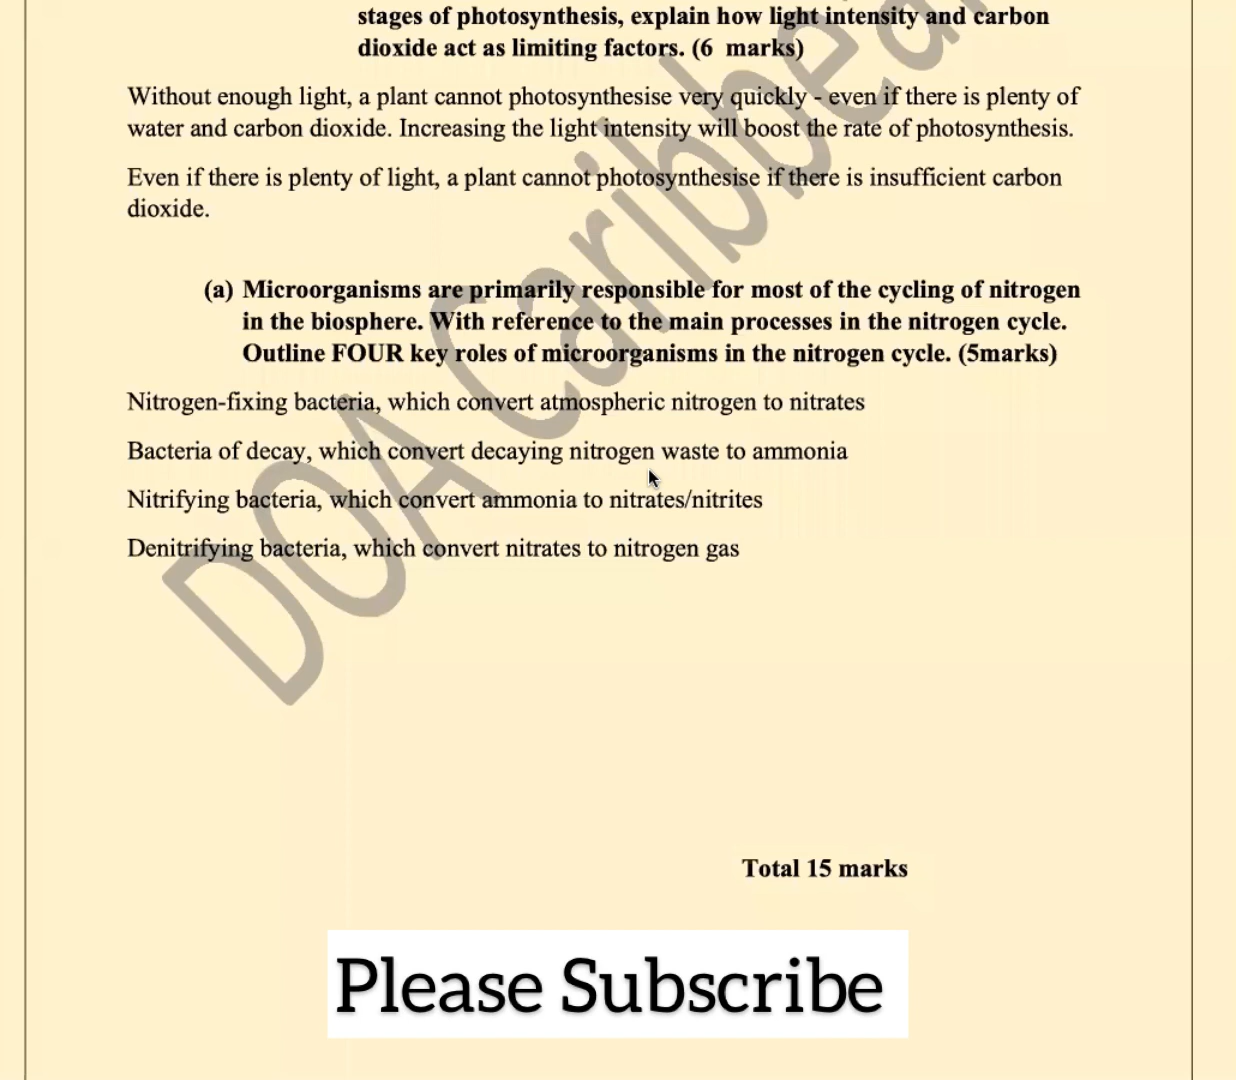 stages of photosynthesis, explain how light intensity and carbon
dioxide act as limiting factors. (6 marks)
Without enough light, a plant cannot photosynthesise very quickly - even if there is plenty of
water and carbon dioxide. Increasing the light intensity will boost the rate of photosynthesis.
Even if there is plenty of light, a plant cannot photosynthesise if there is insufficient carbon
dioxide.
(a) Microorganisms are primarily responsible for most of the cycling of nitrogen
in the biosphere. With reference to the main processes in the nitrogen cycle.
Outline FOUR key roles of microorganisms in the nitrogen cycle. (5marks)
Nitrogen-fixing bacteria, which convert atmospheric nitrogen to nitrates
Bacteria of decay, which convert decaying nitrogen waste to ammonia
Nitrifying bacteria, which convert ammonia to nitrates/nitrites
Denitrifying bacteria, which convert nitrates to nitrogen gas
DOA Caribbean
Total 15 marks
Please Subscribe